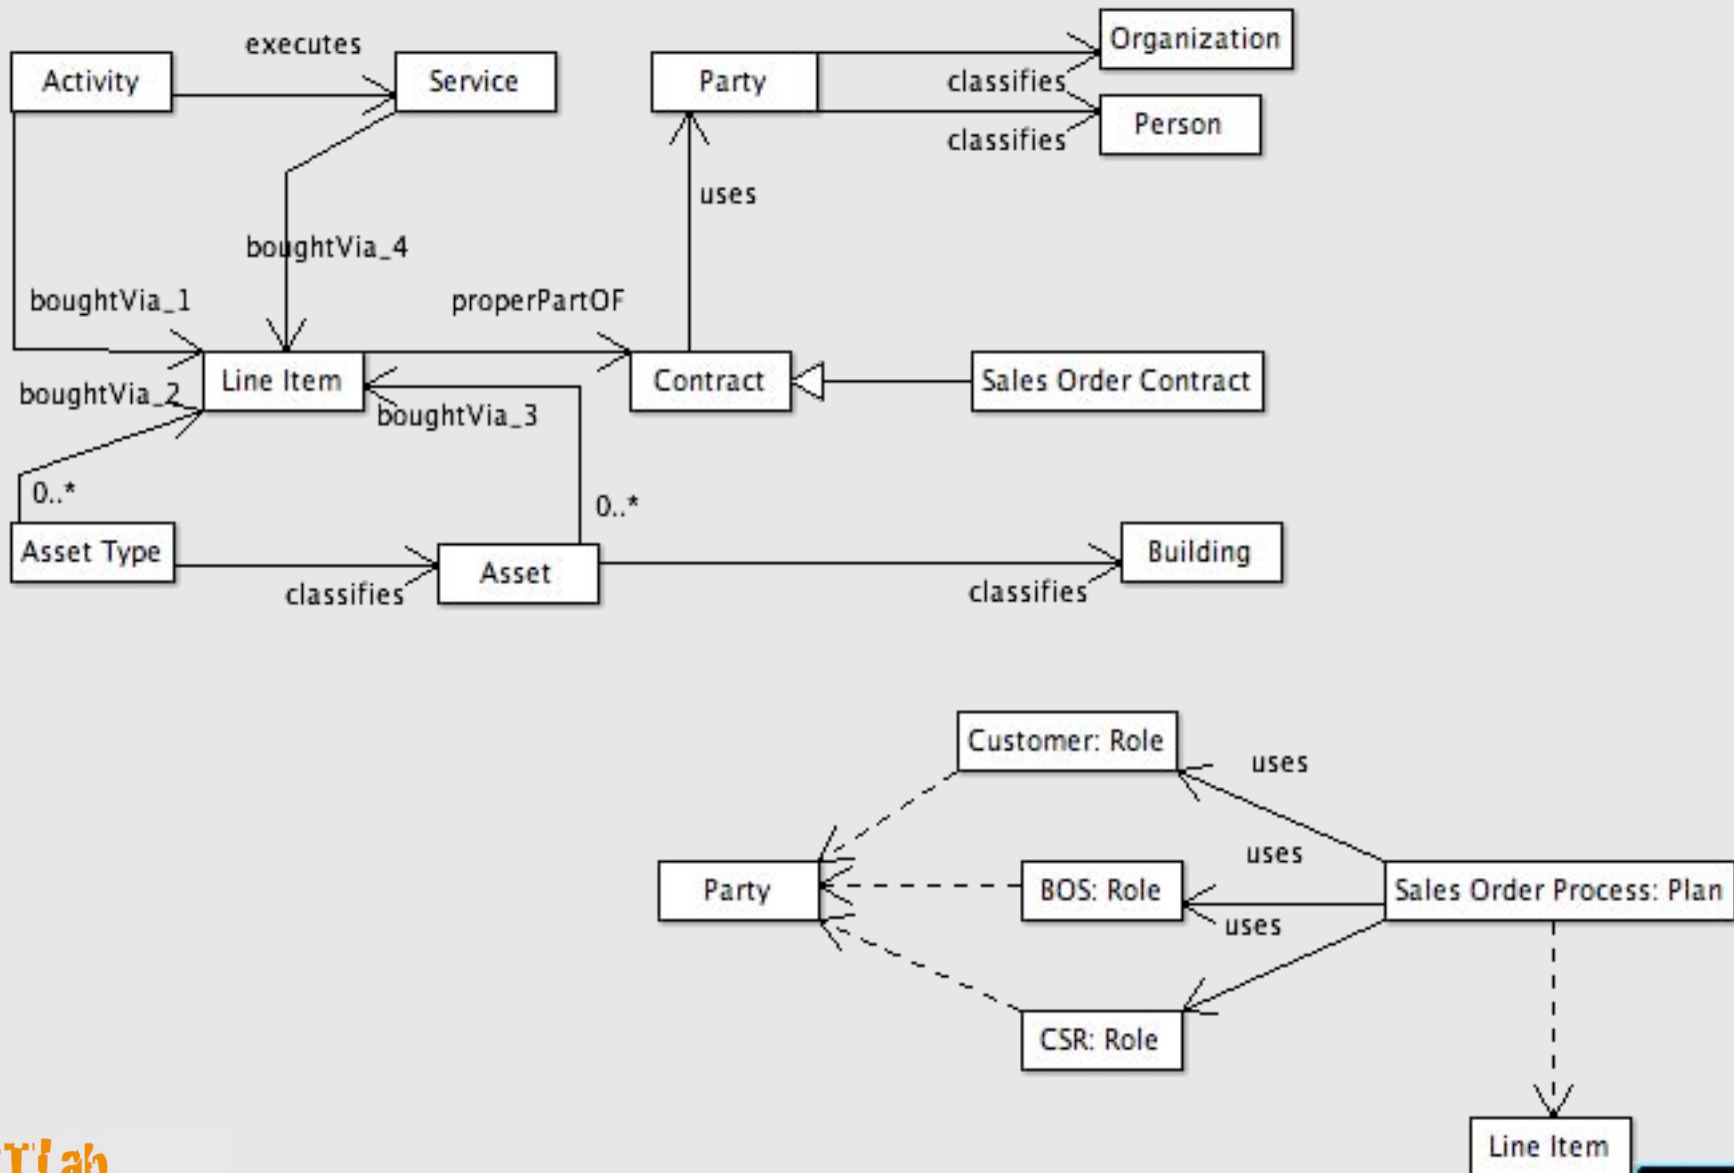 executes
Activity
Service
Party
Organization
classifies
Person
classifies
uses
boughtVia_4
boughtVia_1
properPartOF
Line Item
Contract
Sales Order Contract
boughtVia_2
boughtVia_3
0..*
0..*
Asset Type
Asset
Building
classifies
classifies
Customer: Role
uses
uses
Party
BOS: Role
Sales Order Process: Plan
uses
CSR: Role
Line Item